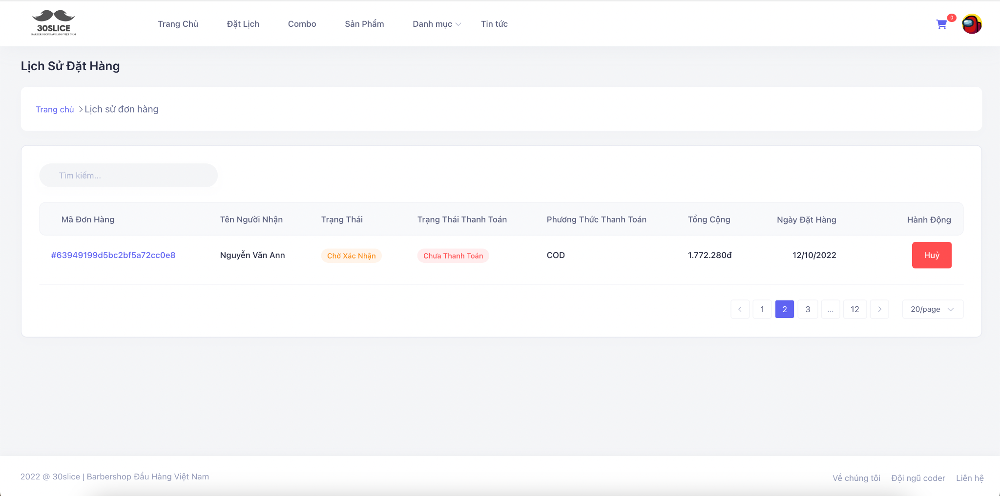 30SLICE
BARBER SHOP ĐẦU HÀNG VIỆT NAM
Trang Chủ Đặt Lịch Combo Sản Phẩm Danh mục Tin tức
0
Lịch Sử Đặt Hàng
Trang chủ Lịch sử đơn hàng
Tìm kiếm...
Mã Đơn Hàng Tên Người Nhận Trạng Thái Trạng Thái Thanh Toán Phương Thức Thanh Toán Tổng Cộng Ngày Đặt Hàng Hành Động
#63949199d5bc2bf5a72cc0e8 Nguyễn Văn Ann Chờ Xác Nhận Chưa Thanh Toán COD 1.772.280đ 12/10/2022 Huỷ
1 2 3 ... 12 20/page
2022 @ 30slice | Barbershop Đầu Hàng Việt Nam
Về chúng tôi Đội ngũ coder Liên hệ